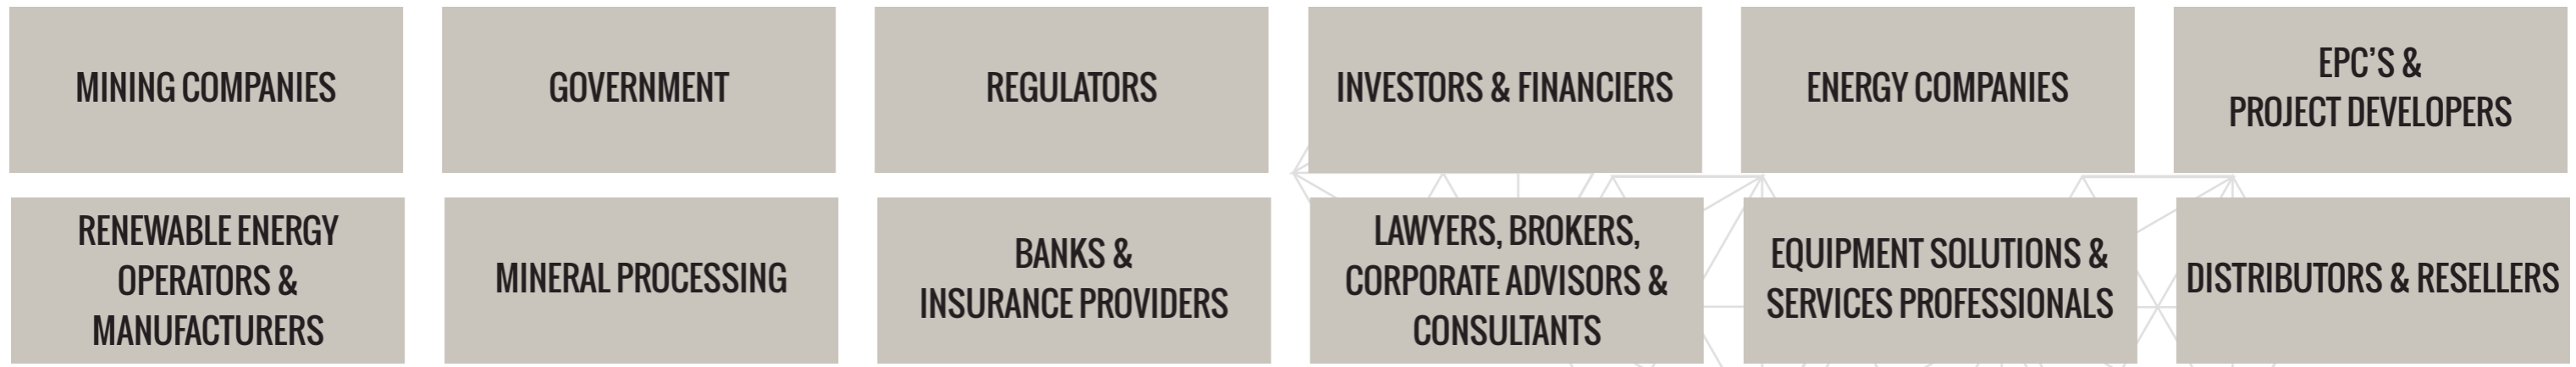 MINING COMPANIES
GOVERNMENT
REGULATORS
INVESTORS & FINANCIERS
ENERGY COMPANIES
EPC’S &
PROJECT DEVELOPERS
RENEWABLE ENERGY
OPERATORS &
MANUFACTURERS
MINERAL PROCESSING
BANKS &
INSURANCE PROVIDERS
LAWYERS, BROKERS,
CORPORATE ADVISORS &
CONSULTANTS
EQUIPMENT SOLUTIONS &
SERVICES PROFESSIONALS
DISTRIBUTORS & RESELLERS